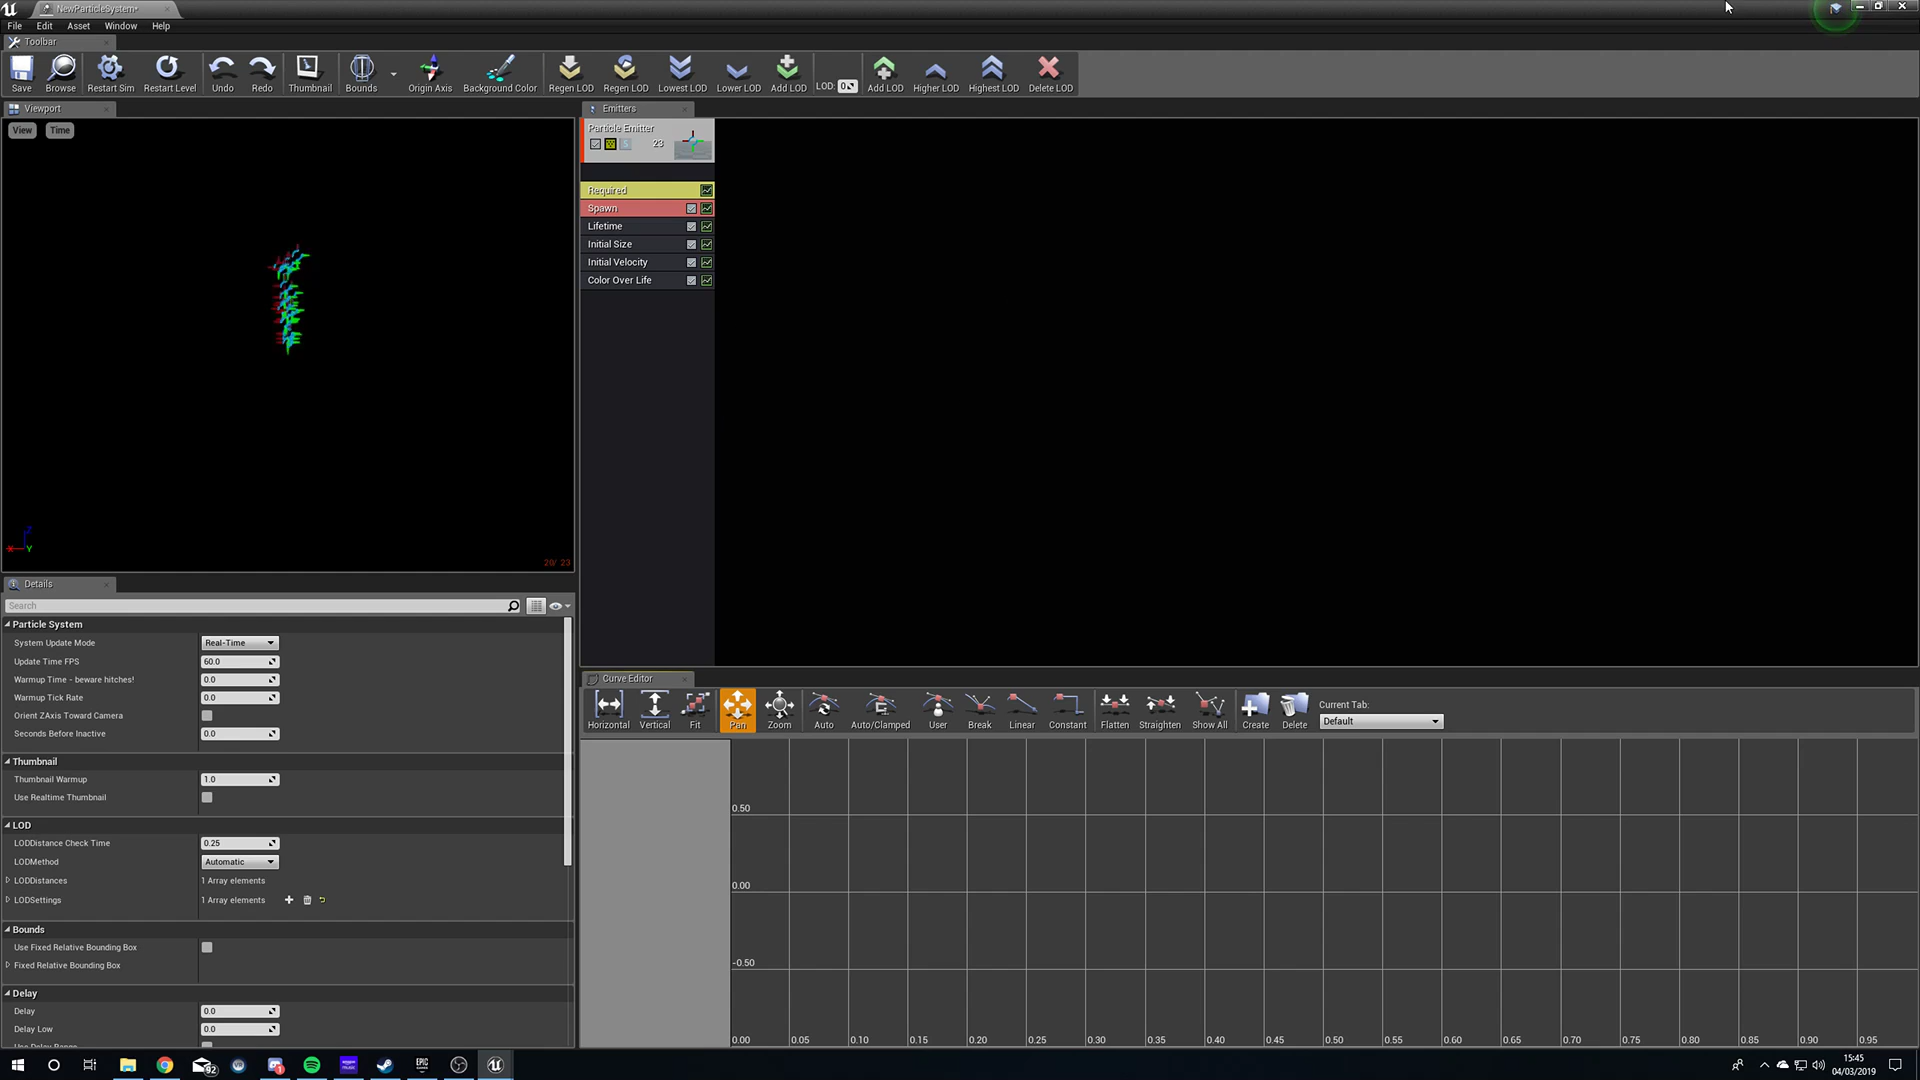 NewParticleSystem*
File Edit Asset Window Help
Toolbar
Save Browse Restart Sim Restart Level Undo Redo Thumbnail Bounds Origin Axis Background Color Regen LOD Regen LOD Lowest LOD Lower LOD Add LOD LOD: 0 Add LOD Higher LOD Highest LOD Delete LOD
Viewport
View Time
20/ 23
Emitters
Particle Emitter
23
Required
Spawn
Lifetime
Initial Size
Initial Velocity
Color Over Life
Z
X Y
Details
Search
Particle System
System Update Mode Real-Time
Update Time FPS 60.0
Warmup Time - beware hitches! 0.0
Warmup Tick Rate 0.0
Orient ZAxis Toward Camera
Seconds Before Inactive 0.0
Thumbnail
Thumbnail Warmup 1.0
Use Realtime Thumbnail
LOD
LODDistance Check Time 0.25
LODMethod Automatic
LODDistances 1 Array elements
LODSettings 1 Array elements
Bounds
Use Fixed Relative Bounding Box
Fixed Relative Bounding Box
Delay
Delay 0.0
Delay Low 0.0
Use Delay Range
Curve Editor
Horizontal Vertical Fit Pan Zoom Auto Auto/Clamped User Break Linear Constant Flatten Straighten Show All Create Delete
Current Tab:
Default
0.50
0.00
-0.50
0.00 0.05 0.10 0.15 0.20 0.25 0.30 0.35 0.40 0.45 0.50 0.55 0.60 0.65 0.70 0.75 0.80 0.85 0.90 0.95
92
EPIC
15:45
04/03/2019